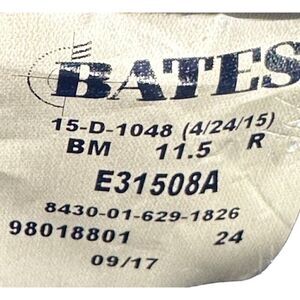 BATES
15-D-1048 (4/24/15)
BM 11.5 R
E31508A
8430-01-629-1826
98018801 24
09/17